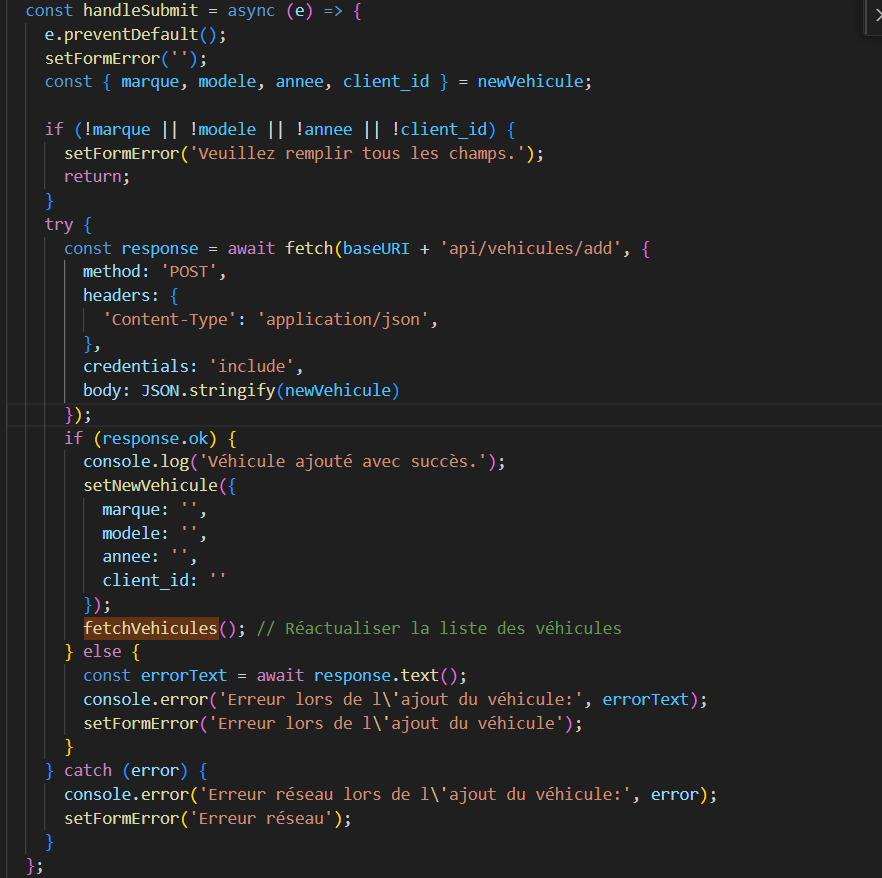 const handleSubmit = async (e) => {
e.preventDefault();
setFormError('');
const { marque, modele, annee, client_id } = newVehicule;
if (!marque || !modele || !annee || !client_id) {
setFormError('Veuillez remplir tous les champs.');
return;
}
try {
const response = await fetch(baseURI + 'api/vehicules/add', {
method: 'POST',
headers: {
'Content-Type': 'application/json',
},
credentials: 'include',
body: JSON.stringify(newVehicule)
});
if (response.ok) {
console.log('Véhicule ajouté avec succès.');
setNewVehicule({
marque: '',
modele: '',
annee: '',
client_id: ''
});
fetchVehicules(); // Réactualiser la liste des véhicules
} else {
const errorText = await response.text();
console.error('Erreur lors de l\'ajout du véhicule:', errorText);
setFormError('Erreur lors de l\'ajout du véhicule');
}
} catch (error) {
console.error('Erreur réseau lors de l\'ajout du véhicule:', error);
setFormError('Erreur réseau');
}
};